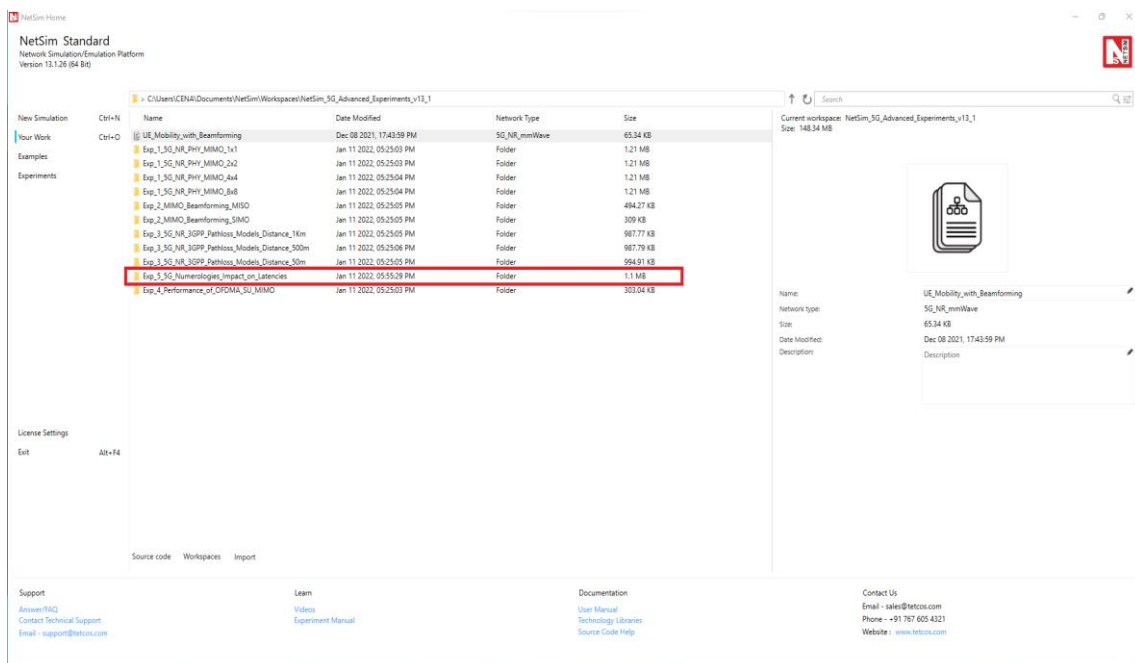 NetSim Home
NetSim Standard
Network Simulation/Emulation Platform
Version 13.1.26 (64 Bit)
NETSIM
> C:\Users\CENA\Documents\NetSim\Workspaces\NetSim_5G_Advanced_Experiments_v13_1
Search
New Simulation Ctrl+N
Your Work Ctrl+O
Examples
Experiments
License Settings
Exit Alt+F4
Name Date Modified Network Type Size
UE_Mobility_with_Beamforming Dec 08 2021, 17:43:59 PM 5G_NR_mmWave 65.34 KB
Exp_1_5G_NR_PHY_MIMO_1x1 Jan 11 2022, 05:25:03 PM Folder 1.21 MB
Exp_1_5G_NR_PHY_MIMO_2x2 Jan 11 2022, 05:25:03 PM Folder 1.21 MB
Exp_1_5G_NR_PHY_MIMO_4x4 Jan 11 2022, 05:25:04 PM Folder 1.21 MB
Exp_1_5G_NR_PHY_MIMO_8x8 Jan 11 2022, 05:25:04 PM Folder 1.21 MB
Exp_2_MIMO_Beamforming_MISO Jan 11 2022, 05:25:05 PM Folder 494.27 KB
Exp_2_MIMO_Beamforming_SIMO Jan 11 2022, 05:25:05 PM Folder 309 KB
Exp_3_5G_NR_3GPP_Pathloss_Models_Distance_1Km Jan 11 2022, 05:25:05 PM Folder 987.77 KB
Exp_3_5G_NR_3GPP_Pathloss_Models_Distance_500m Jan 11 2022, 05:25:06 PM Folder 987.79 KB
Exp_3_5G_NR_3GPP_Pathloss_Models_Distance_50m Jan 11 2022, 05:25:05 PM Folder 994.91 KB
Exp_5_5G_Numerologies_Impact_on_Latencies Jan 11 2022, 05:55:29 PM Folder 1.1 MB
Exp_4_Performance_of_OFDMA_SU_MIMO Jan 11 2022, 05:25:03 PM Folder 303.04 KB
Source code Workspaces Import
Current workspace: NetSim_5G_Advanced_Experiments_v13_1
Size: 148.34 MB
Name: UE_Mobility_with_Beamforming
Network type: 5G_NR_mmWave
Size: 65.34 KB
Date Modified: Dec 08 2021, 17:43:59 PM
Description: Description
Support
Answer/FAQ
Contact Technical Support
Email - support@tetcos.com
Learn
Videos
Experiment Manual
Documentation
User Manual
Technology Libraries
Source Code Help
Contact Us
Email - sales@tetcos.com
Phone - +91 767 605 4321
Website : www.tetcos.com